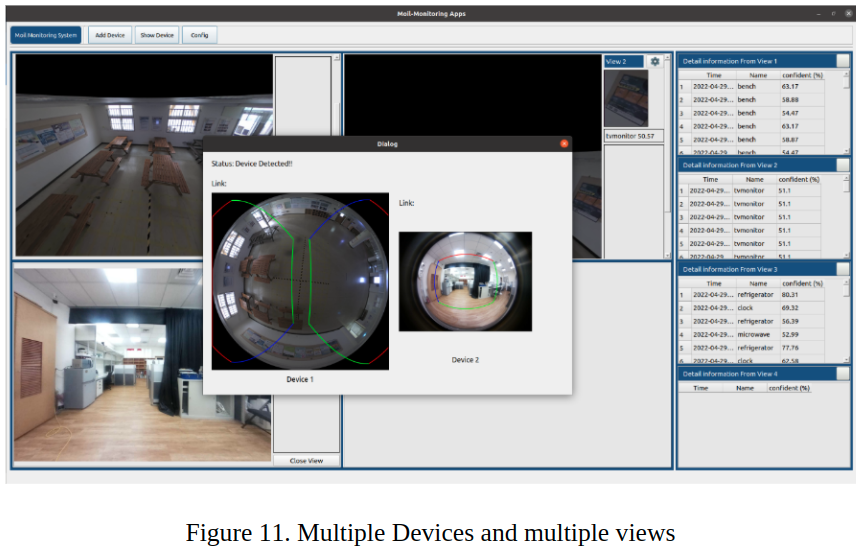 Moil-Monitoring Apps
Moil Monitoring System
Add Device
Show Device
Config
View 2
tvmonitor 50.57
Close View
Dialog
Status: Device Detected!!
Link:
Link:
Device 1
Device 2
Detail information From View 1
Time Name confident (%)
1 2022-04-29... bench 63.17
2 2022-04-29... bench 58.88
3 2022-04-29... bench 54.47
4 2022-04-29... bench 63.17
5 2022-04-29... bench 58.87
6 2022-04-29... bench 54.47
Detail information From View 2
Time Name confident (%)
1 2022-04-29... tvmonitor 51.1
2 2022-04-29... tvmonitor 51.1
3 2022-04-29... tvmonitor 51.1
4 2022-04-29... tvmonitor 51.1
5 2022-04-29... tvmonitor 51.1
6 2022-04-29... tvmonitor 51.1
Detail information From View 3
Time Name confident (%)
1 2022-04-29... refrigerator 80.31
2 2022-04-29... clock 69.32
3 2022-04-29... refrigerator 56.39
4 2022-04-29... microwave 52.99
5 2022-04-29... refrigerator 77.76
6 2022-04-29... clock 62.58
Detail information From View 4
Time Name confident (%)
Figure 11. Multiple Devices and multiple views